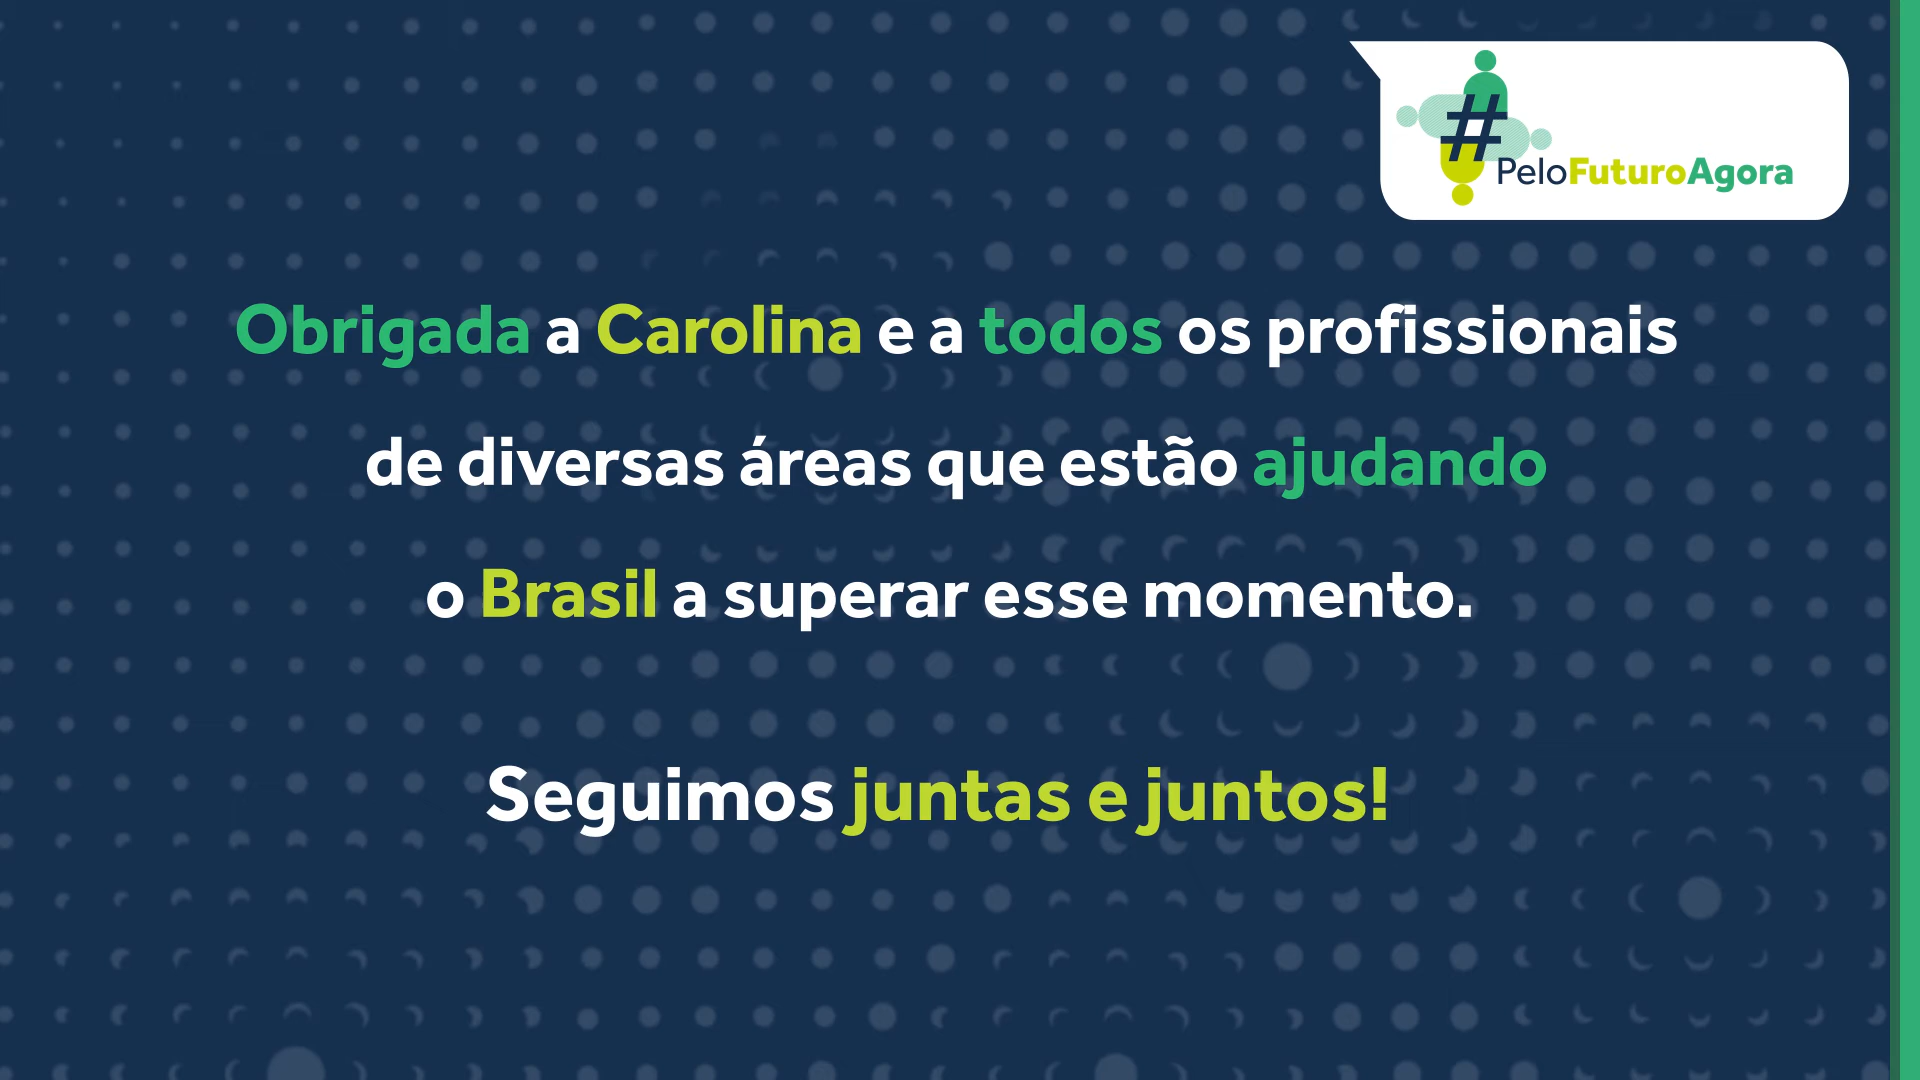 #PeloFuturoAgora
Obrigada a Carolina e a todos os profissionais
de diversas áreas que estão ajudando
o Brasil a superar esse momento.
Seguimos juntas e juntos!